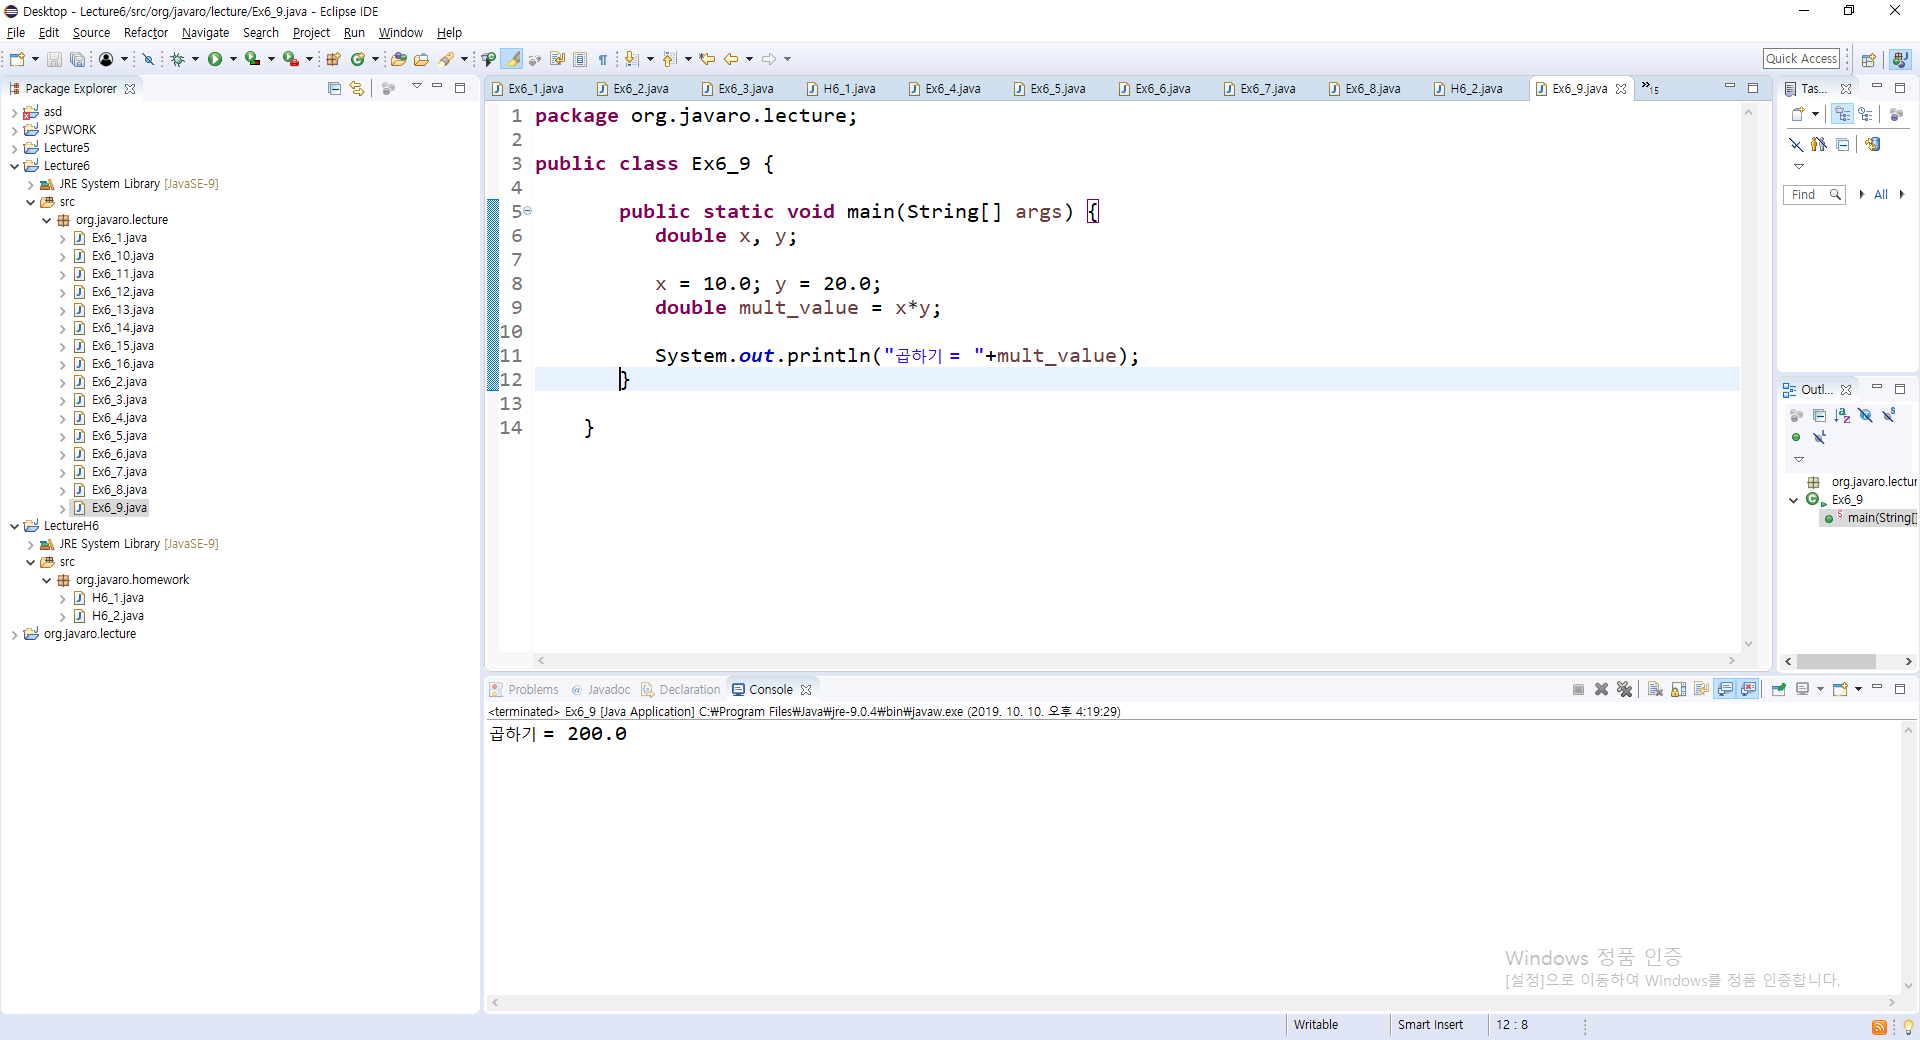 Desktop - Lecture6/src/org/javaro/lecture/Ex6_9.java - Eclipse IDE
File Edit Source Refactor Navigate Search Project Run Window Help
Quick Access
Package Explorer
asd
JSPWORK
Lecture5
Lecture6
JRE System Library [JavaSE-9]
src
org.javaro.lecture
Ex6_1.java
Ex6_10.java
Ex6_11.java
Ex6_12.java
Ex6_13.java
Ex6_14.java
Ex6_15.java
Ex6_16.java
Ex6_2.java
Ex6_3.java
Ex6_4.java
Ex6_5.java
Ex6_6.java
Ex6_7.java
Ex6_8.java
Ex6_9.java
LectureH6
JRE System Library [JavaSE-9]
src
org.javaro.homework
H6_1.java
H6_2.java
org.javaro.lecture
Ex6_1.java Ex6_2.java Ex6_3.java H6_1.java Ex6_4.java Ex6_5.java Ex6_6.java Ex6_7.java Ex6_8.java H6_2.java Ex6_9.java »15
1 package org.javaro.lecture;
2
3 public class Ex6_9 {
4
5 public static void main(String[] args) {
6 double x, y;
7
8 x = 10.0; y = 20.0;
9 double mult_value = x*y;
10
11 System.out.println("곱하기 = "+mult_value);
12 }
13
14 }
Tas...
Find All
Outl...
org.javaro.lectur
Ex6_9
main(String[]
Problems @ Javadoc Declaration Console
<terminated> Ex6_9 [Java Application] C:₩Program Files₩Java₩jre-9.0.4₩bin₩javaw.exe (2019. 10. 10. 오후 4:19:29)
곱하기 = 200.0
Windows 정품 인증
[설정]으로 이동하여 Windows를 정품 인증합니다.
Writable Smart Insert 12 : 8